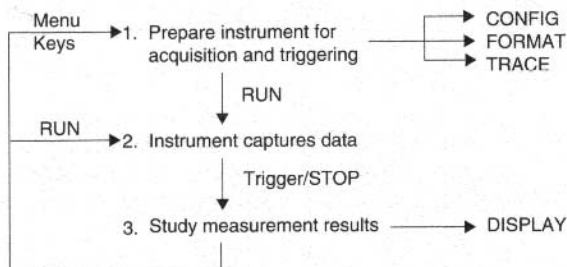 Menu
Keys
1. Prepare instrument for
acquisition and triggering
CONFIG
FORMAT
TRACE
RUN
RUN
2. Instrument captures data
Trigger/STOP
3. Study measurement results
DISPLAY